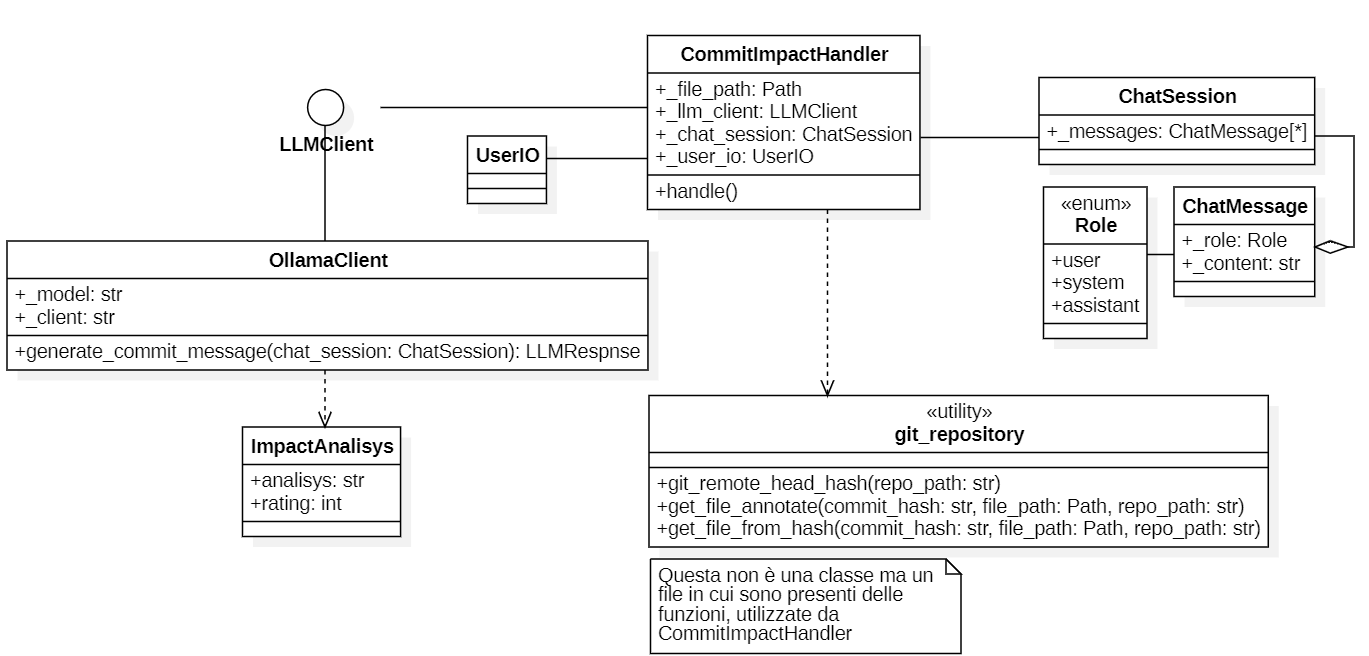 CommitImpactHandler
+_file_path: Path
+_llm_client: LLMClient
+_chat_session: ChatSession
+_user_io: UserIO
+handle()
LLMClient
UserIO
ChatSession
+_messages: ChatMessage[*]
«enum»
Role
+user
+system
+assistant
ChatMessage
+_role: Role
+_content: str
OllamaClient
+_model: str
+_client: str
+generate_commit_message(chat_session: ChatSession): LLMRespnse
ImpactAnalisys
+analisys: str
+rating: int
«utility»
git_repository
+git_remote_head_hash(repo_path: str)
+get_file_annotate(commit_hash: str, file_path: Path, repo_path: str)
+get_file_from_hash(commit_hash: str, file_path: Path, repo_path: str)
Questa non è una classe ma un
file in cui sono presenti delle
funzioni, utilizzate da
CommitImpactHandler